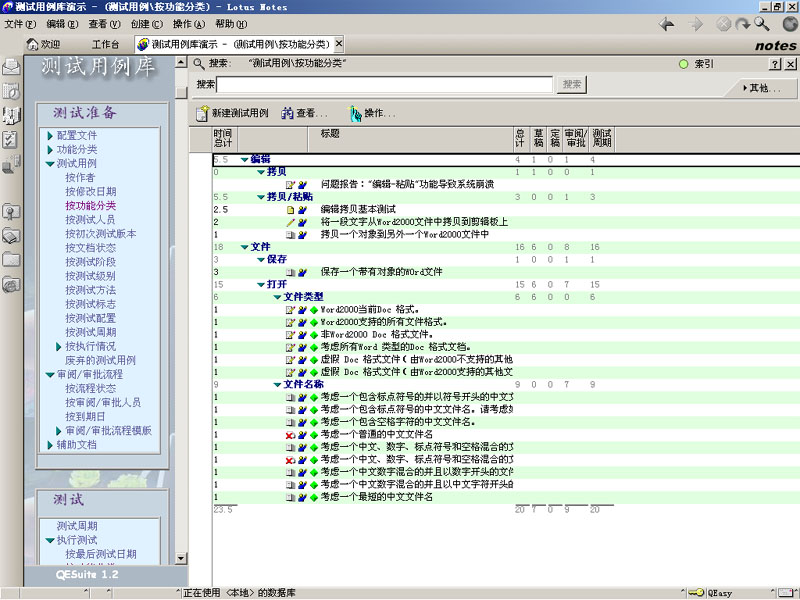 测试用例库演示 - (测试用例\按功能分类) - Lotus Notes
文件(F) 编辑(E) 查看(V) 创建(C) 操作(A) 帮助(H)
欢迎 工作台 测试用例库演示 - (测试用例\按功能分类)
notes
测试用例库
搜索: "测试用例\按功能分类" 索引
搜索 搜索 其他...
新建测试用例 查看... 操作...
测试准备
配置文件
功能分类
测试用例
按作者
按修改日期
按功能分类
按测试人员
按初次测试版本
按文档状态
按测试阶段
按测试级别
按测试方法
按测试标志
按测试配置
按测试周期
按执行情况
废弃的测试用例
审阅/审批流程
按流程状态
按审阅/审批人员
按到期日
审阅/审批流程模版
辅助文档
测试
测试周期
执行测试
按最后测试日期
QESuite 1.2
时间总计 标题 总计 草稿 定稿 审阅/审批 测试周期
5.5 编辑 4 1 0 1 4
0 拷贝 1 1 0 0 1
问题报告: "编辑-粘贴"功能导致系统崩溃
5.5 拷贝/粘贴 3 0 0 1 3
2.5 编辑拷贝基本测试
2 将一段文字从Word2000文件中拷贝到剪辑板上
1 拷贝一个对象到另外一个Word2000文件中
18 文件 16 6 0 8 16
3 保存 1 0 0 1 1
3 保存一个带有对象的WOrd文件
15 打开 15 6 0 7 15
6 文件类型 6 6 0 0 6
1 Word2000当前Doc 格式。
1 Word2000支持的所有文件格式。
1 非Word2000 Doc 格式文件。
1 考虑所有Word 类型的Doc 格式文档。
1 虚假 Doc 格式文件(由Word2000不支持的其他
1 虚假 Doc 格式文件(由Word2000支持的其他文
9 文件名称 9 0 0 7 9
1 考虑一个包含标点符号的并以符号开头的中文文
1 考虑一个包含标点符号的中文文件名。请考虑如
1 考虑一个包含空格字符的中文文件名。
1 考虑一个普通的中文文件名
1 考虑一个中文、数字、标点符号和空格混合的文
1 考虑一个中文、数字、标点符号和空格混合的文
1 考虑一个中文数字混合的并且以数字开头的文件
1 考虑一个中文数字混合的并且以中文字符开头的
1 考虑一个最短的中文文件名
23.5 20 7 0 9 20
正在使用 <本地> 的数据库 QEasy